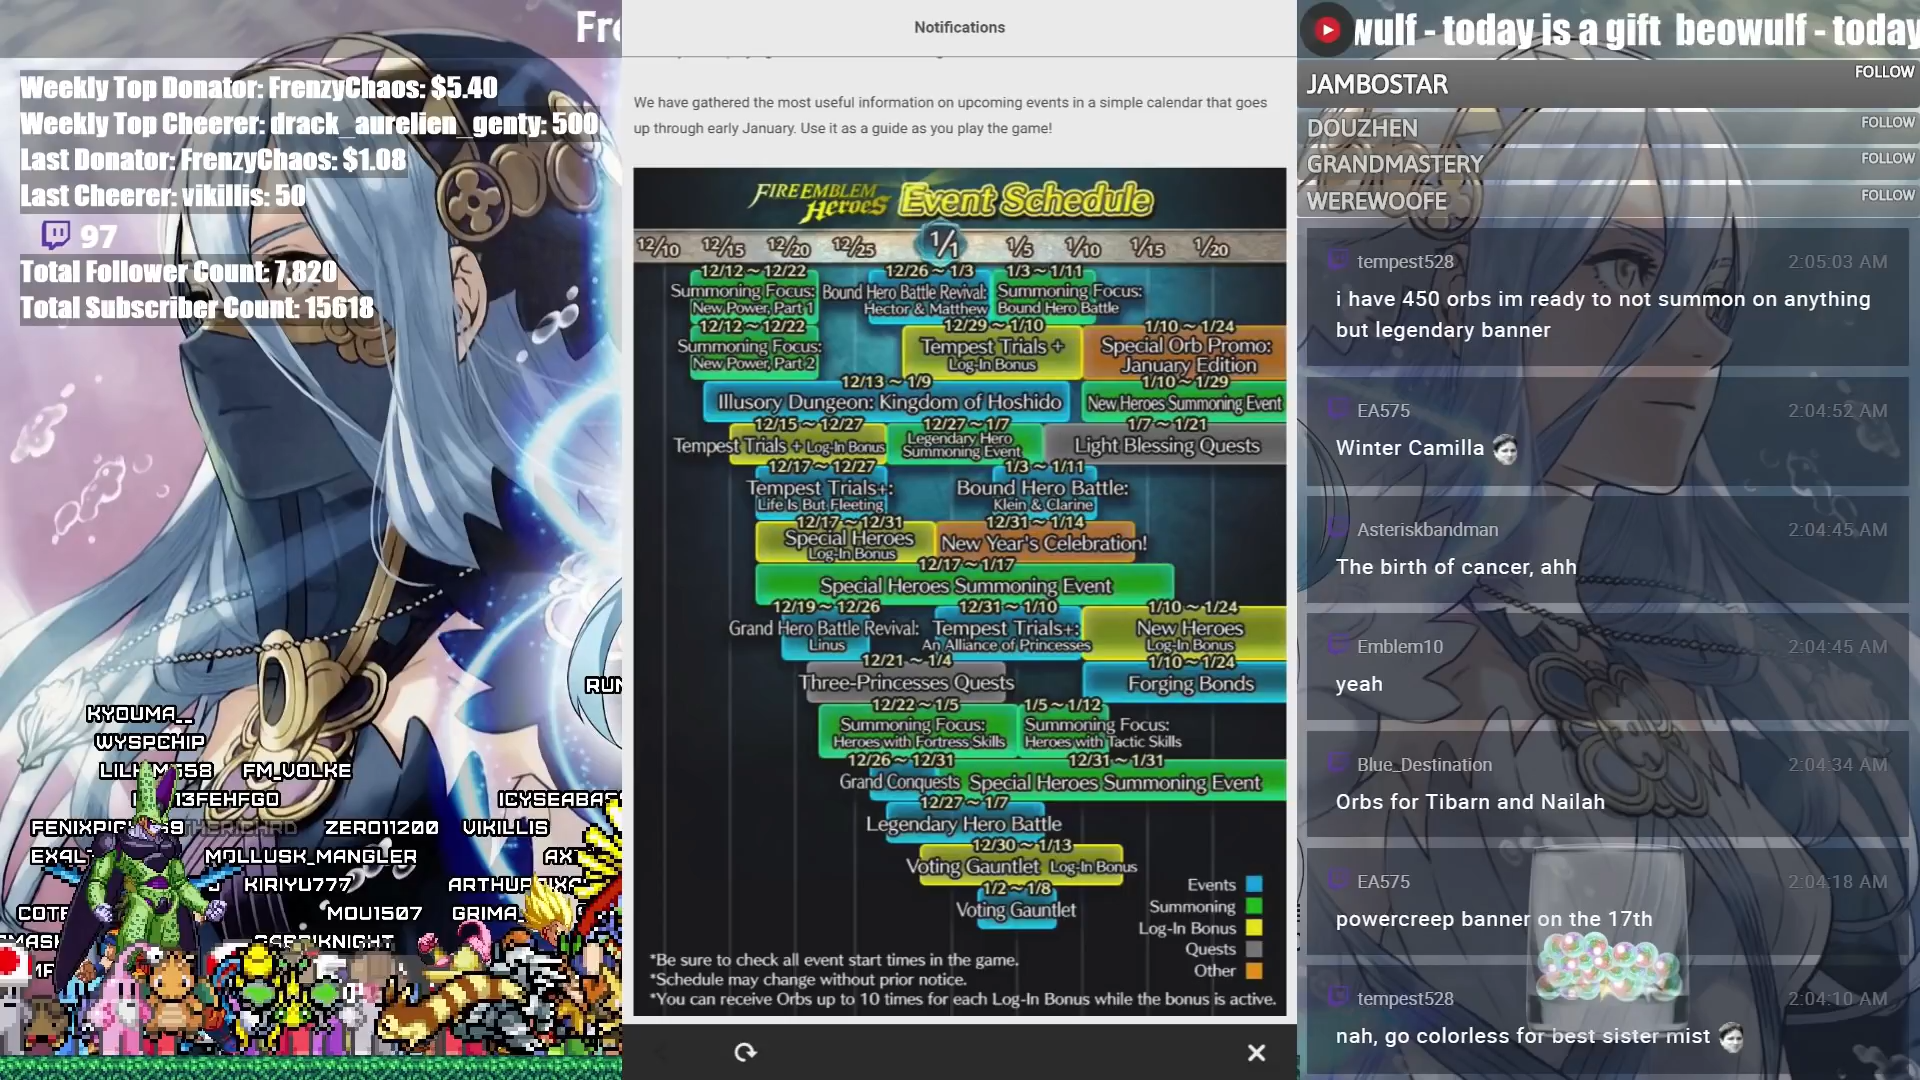 Weekly Top Donator: FrenzyChaos: $5.40
Weekly Top Cheerer: drack_aurelien_genty: 500
Last Donator: FrenzyChaos: $1.08
Last Cheerer: vikillis: 50
97
Total Follower Count: 7,820
Total Subscriber Count: 15618
KYOUMA__
WYSPCHIP
FM_VOLKE
ZERO11200 VIKILLIS
MOLLUSK_MANGLER
KIRIYU777
MOU1507
Notifications
We have gathered the most useful information on upcoming events in a simple calendar that goes
up through early January. Use it as a guide as you play the game!
FIRE EMBLEM Heroes Event Schedule
12/10 12/15 12/20 12/25 1/1 1/5 1/10 1/15 1/20
12/12 ~ 12/22
Summoning Focus:
New Power, Part 1
12/26 ~ 1/3
Bound Hero Battle Revival:
Hector & Matthew
1/3 ~ 1/11
Summoning Focus:
Bound Hero Battle
12/12 ~ 12/22
Summoning Focus:
New Power, Part 2
12/29 ~ 1/10
Tempest Trials +
Log-In Bonus
1/10 ~ 1/24
Special Orb Promo:
January Edition
12/13 ~ 1/9
Illusory Dungeon: Kingdom of Hoshido
1/10 ~ 1/29
New Heroes Summoning Event
12/15 ~ 12/27
Tempest Trials + Log-In Bonus
12/27 ~ 1/7
Legendary Hero
Summoning Event
1/7 ~ 1/21
Light Blessing Quests
12/17 ~ 12/27
Tempest Trials+:
Life Is But Fleeting
1/3 ~ 1/11
Bound Hero Battle:
Klein & Clarine
12/17 ~ 12/31
Special Heroes
Log-In Bonus
12/31 ~ 1/14
New Year's Celebration!
12/17 ~ 1/17
Special Heroes Summoning Event
12/19 ~ 12/26
Grand Hero Battle Revival:
Linus
12/31 ~ 1/10
Tempest Trials+:
An Alliance of Princesses
1/10 ~ 1/24
New Heroes
Log-In Bonus
12/21 ~ 1/4
Three-Princesses Quests
1/10 ~ 1/24
Forging Bonds
12/22 ~ 1/5
Summoning Focus:
Heroes with Fortress Skills
1/5 ~ 1/12
Summoning Focus:
Heroes with Tactic Skills
12/26 ~ 12/31
Grand Conquests
12/31 ~ 1/31
Special Heroes Summoning Event
12/27 ~ 1/7
Legendary Hero Battle
12/30 ~ 1/13
Voting Gauntlet Log-In Bonus
1/2 ~ 1/8
Voting Gauntlet
Events
Summoning
Log-In Bonus
Quests
Other
*Be sure to check all event start times in the game.
*Schedule may change without prior notice.
*You can receive Orbs up to 10 times for each Log-In Bonus while the bonus is active.
wulf - today is a gift beowulf - today
JAMBOSTAR FOLLOW
DOUZHEN FOLLOW
GRANDMASTERY FOLLOW
WEREWOOFE FOLLOW
tempest528 2:05:03 AM
i have 450 orbs im ready to not summon on anything
but legendary banner
EA575 2:04:52 AM
Winter Camilla
Asteriskbandman 2:04:45 AM
The birth of cancer, ahh
Emblem10 2:04:45 AM
yeah
Blue_Destination 2:04:34 AM
Orbs for Tibarn and Nailah
EA575 2:04:18 AM
powercreep banner on the 17th
tempest528 2:04:10 AM
nah, go colorless for best sister mist